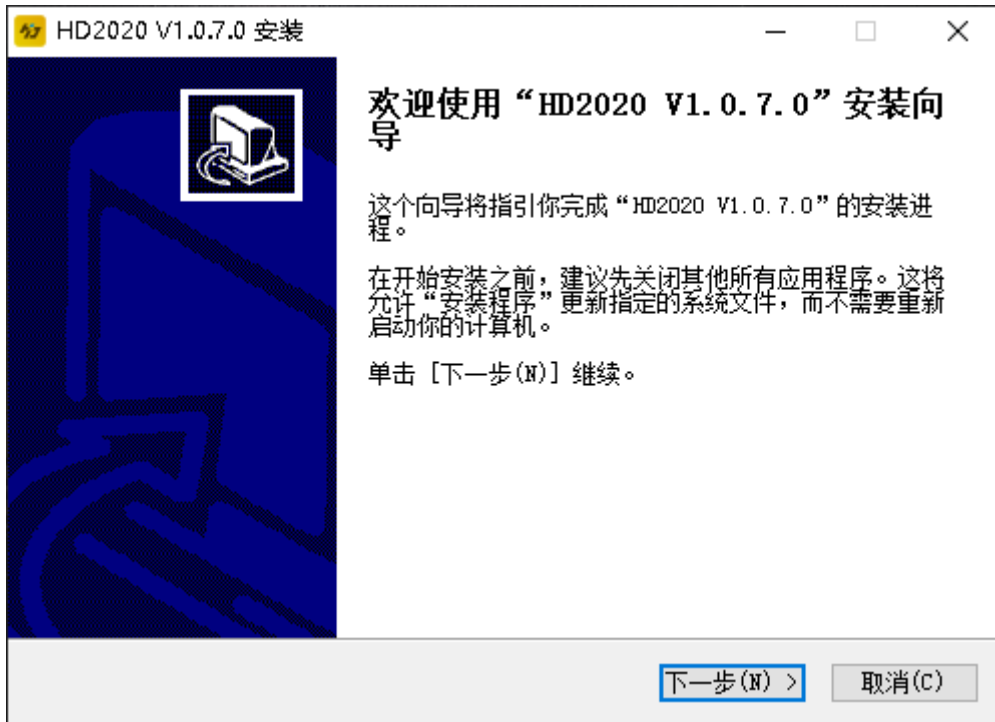 HD2020 V1.0.7.0 安装
欢迎使用“HD2020 V1.0.7.0”安装向
导
这个向导将指引你完成“HD2020 V1.0.7.0”的安装进
程。
在开始安装之前，建议先关闭其他所有应用程序。这将
允许“安装程序”更新指定的系统文件，而不需要重新
启动你的计算机。
单击 [下一步(N)] 继续。
下一步(N) >
取消(C)